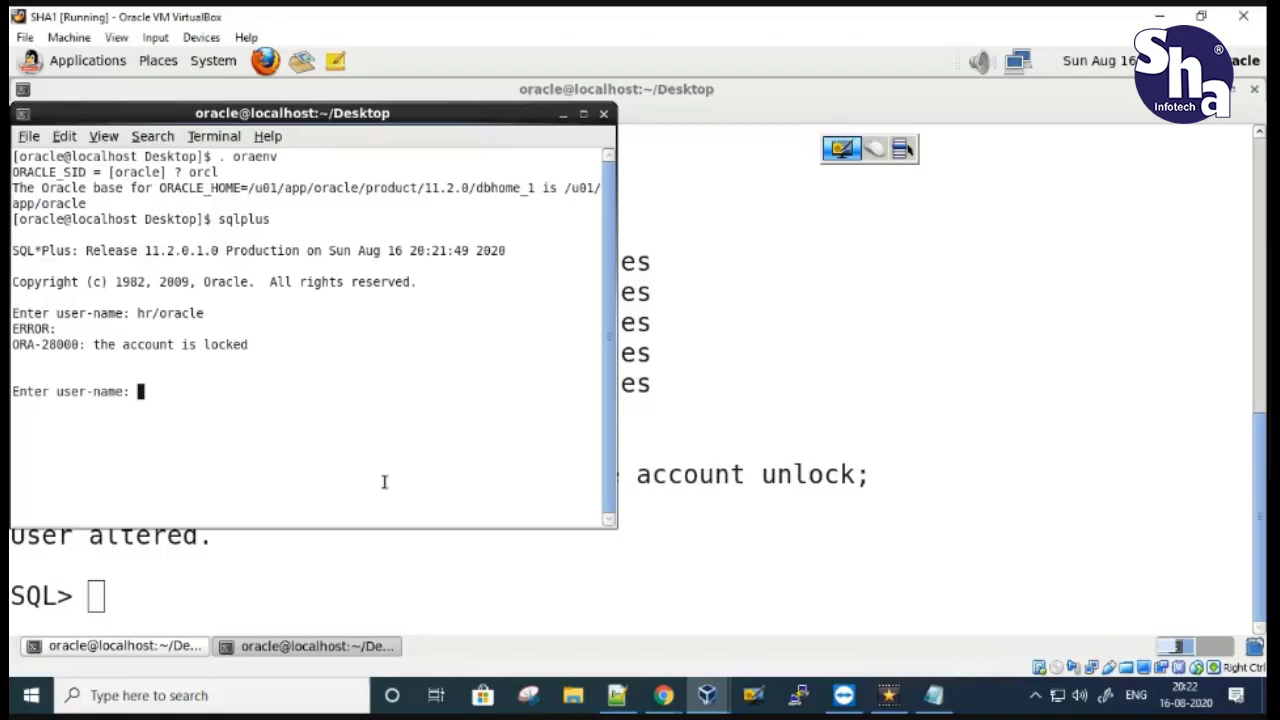 SHA1 [Running] - Oracle VM VirtualBox
File Machine View Input Devices Help
Applications Places System
Sun Aug 16
acle
Sha
®
Infotech
oracle@localhost:~/Desktop
oracle@localhost:~/Desktop
File Edit View Search Terminal Help
[oracle@localhost Desktop]$ . oraenv
ORACLE_SID = [oracle] ? orcl
The Oracle base for ORACLE_HOME=/u01/app/oracle/product/11.2.0/dbhome_1 is /u01/
app/oracle
[oracle@localhost Desktop]$ sqlplus
SQL*Plus: Release 11.2.0.1.0 Production on Sun Aug 16 20:21:49 2020
Copyright (c) 1982, 2009, Oracle.  All rights reserved.
Enter user-name: hr/oracle
ERROR:
ORA-28000: the account is locked
Enter user-name:
es
es
es
es
es
account unlock;
User altered.
SQL>
oracle@localhost:~/De...
oracle@localhost:~/De...
Right Ctrl
Type here to search
ENG
20:22
16-08-2020